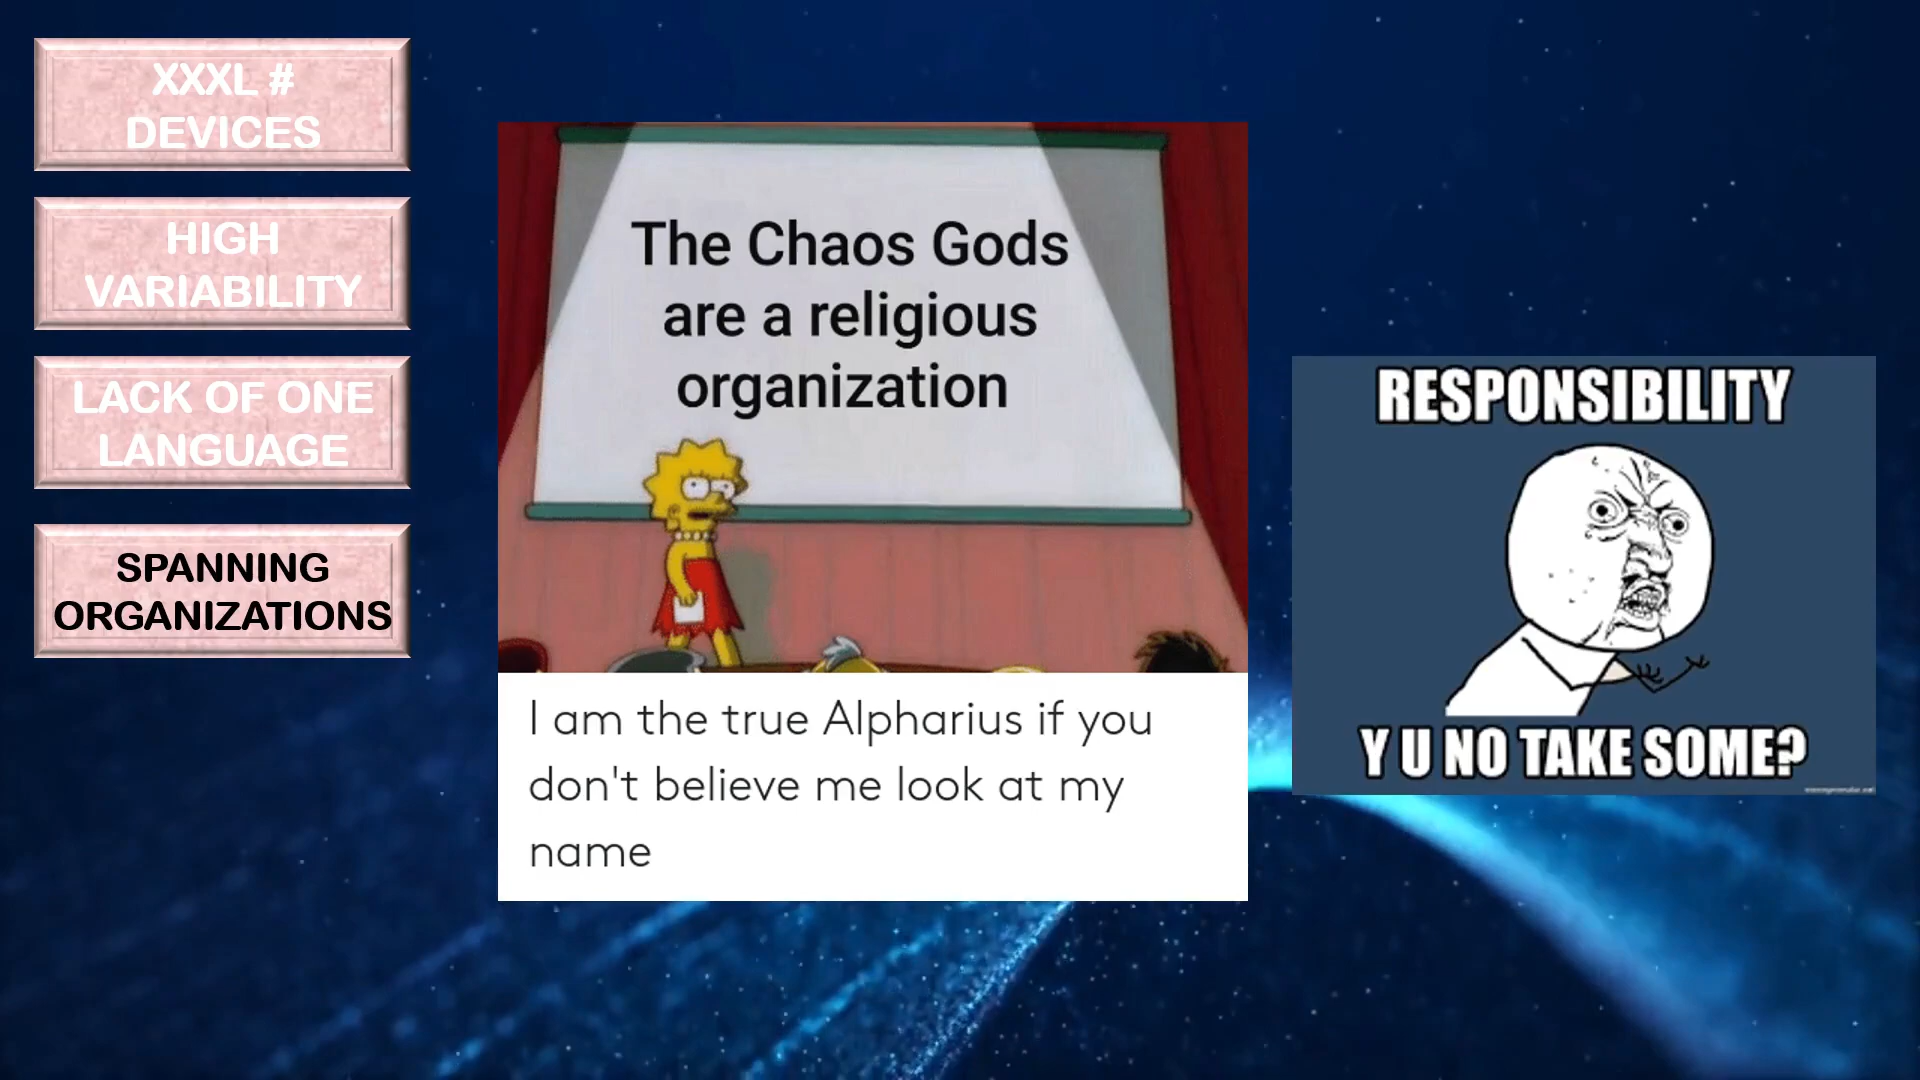 XXXL #
DEVICES
HIGH
VARIABILITY
LACK OF ONE
LANGUAGE
SPANNING
ORGANIZATIONS
The Chaos Gods
are a religious
organization
I am the true Alpharius if you
don't believe me look at my
name
RESPONSIBILITY
Y U NO TAKE SOME?